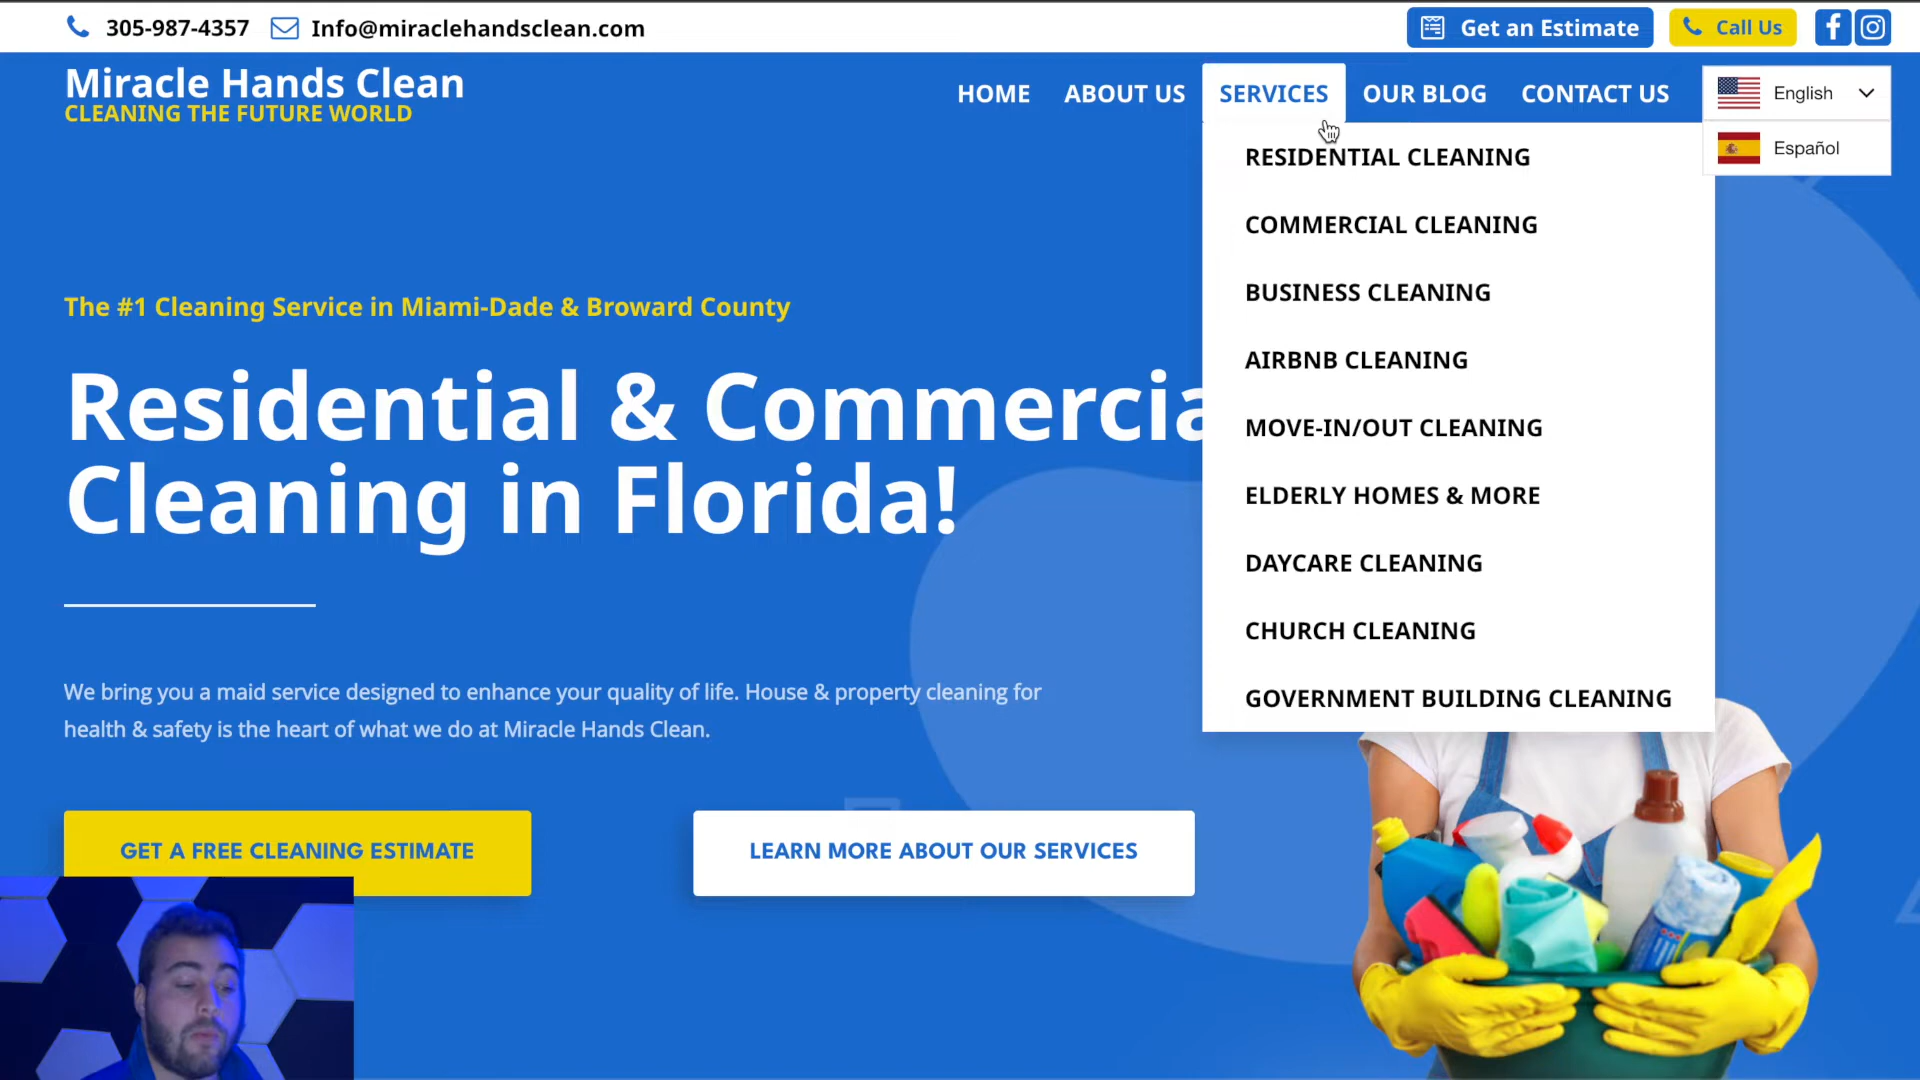 305-987-4357
Info@miraclehandsclean.com
Get an Estimate
Call Us
Miracle Hands Clean
CLEANING THE FUTURE WORLD
HOME
ABOUT US
SERVICES
OUR BLOG
CONTACT US
English
Español
RESIDENTIAL CLEANING
COMMERCIAL CLEANING
BUSINESS CLEANING
AIRBNB CLEANING
MOVE-IN/OUT CLEANING
ELDERLY HOMES & MORE
DAYCARE CLEANING
CHURCH CLEANING
GOVERNMENT BUILDING CLEANING
The #1 Cleaning Service in Miami-Dade & Broward County
Residential & Commercia
Cleaning in Florida!
We bring you a maid service designed to enhance your quality of life. House & property cleaning for
health & safety is the heart of what we do at Miracle Hands Clean.
GET A FREE CLEANING ESTIMATE
LEARN MORE ABOUT OUR SERVICES